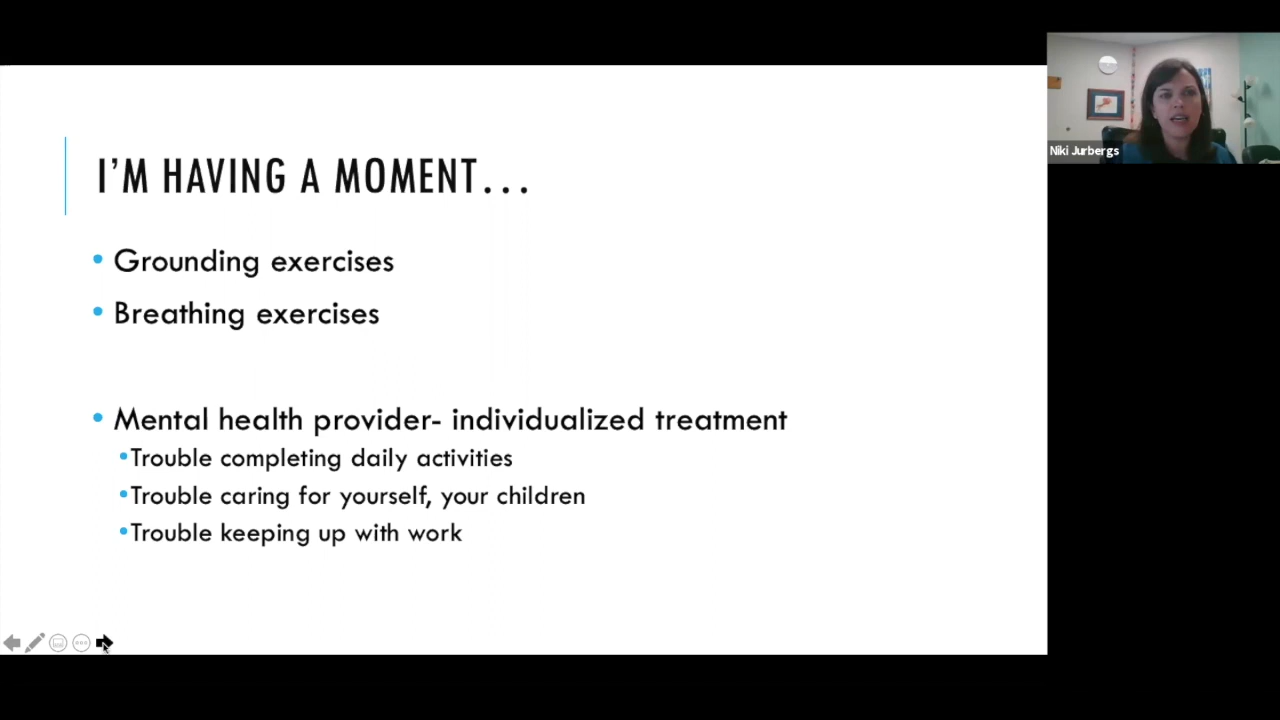 I'M HAVING A MOMENT...
• Grounding exercises
• Breathing exercises
• Mental health provider- individualized treatment
• Trouble completing daily activities
• Trouble caring for yourself, your children
• Trouble keeping up with work
Niki Jurbergs